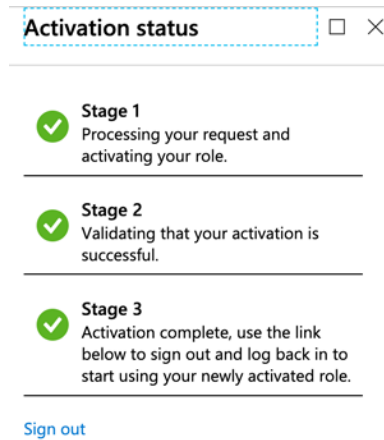 Activation status
Stage 1
Processing your request and
activating your role.
Stage 2
Validating that your activation is
successful.
Stage 3
Activation complete, use the link
below to sign out and log back in to
start using your newly activated role.
Sign out